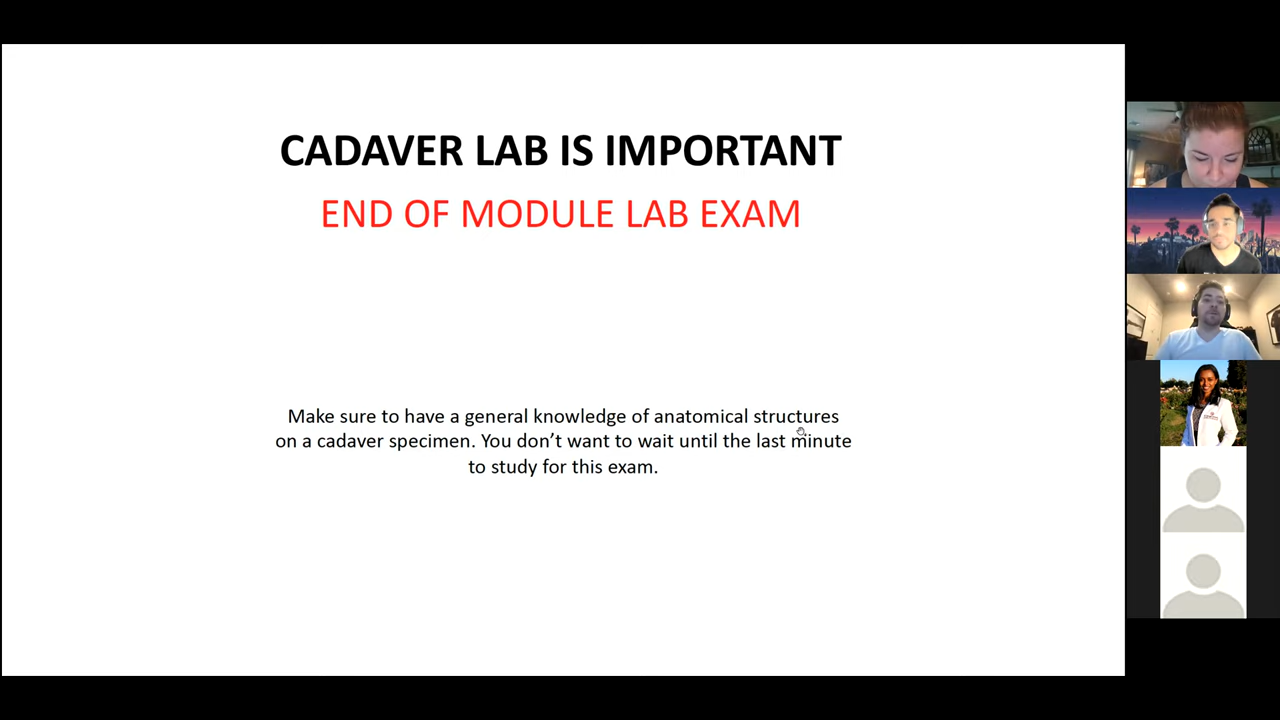 CADAVER LAB IS IMPORTANT
END OF MODULE LAB EXAM
Make sure to have a general knowledge of anatomical structures
on a cadaver specimen. You don’t want to wait until the last minute
to study for this exam.